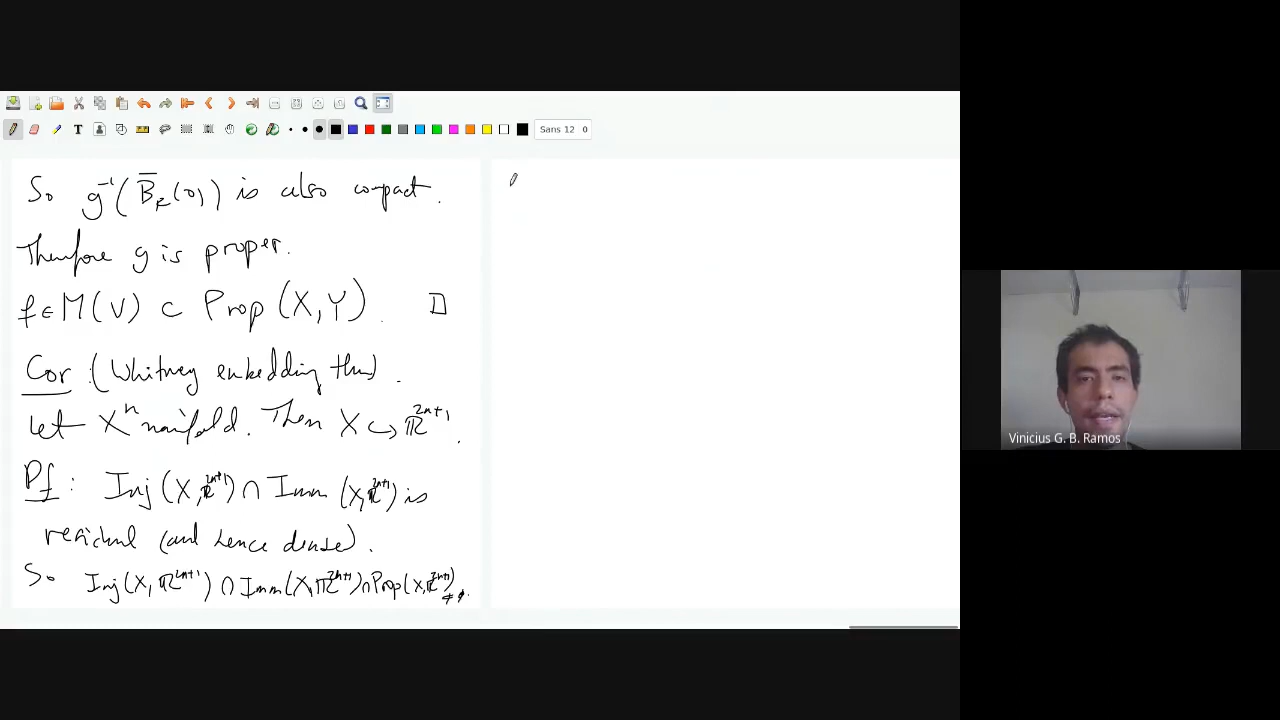 Sans 12 0
So g⁻¹(B̅_R(0)) is also compact.
Therefore g is proper.
f ∈ M(V) ⊂ Prop(X,Y). □
Cor: (Whitney embedding thm).
Let Xⁿ manifold. Then X ↪ ℝ²ⁿ⁺¹.
Pf: Inj(X,ℝ²ⁿ⁺¹) ∩ Imm(X,ℝ²ⁿ⁺¹) is
residual (and hence dense).
So Inj(X,ℝ²ⁿ⁺¹) ∩ Imm(X,ℝ²ⁿ⁺¹) ∩ Prop(X,ℝ²ⁿ⁺¹) ≠ ∅.
Vinicius G. B. Ramos